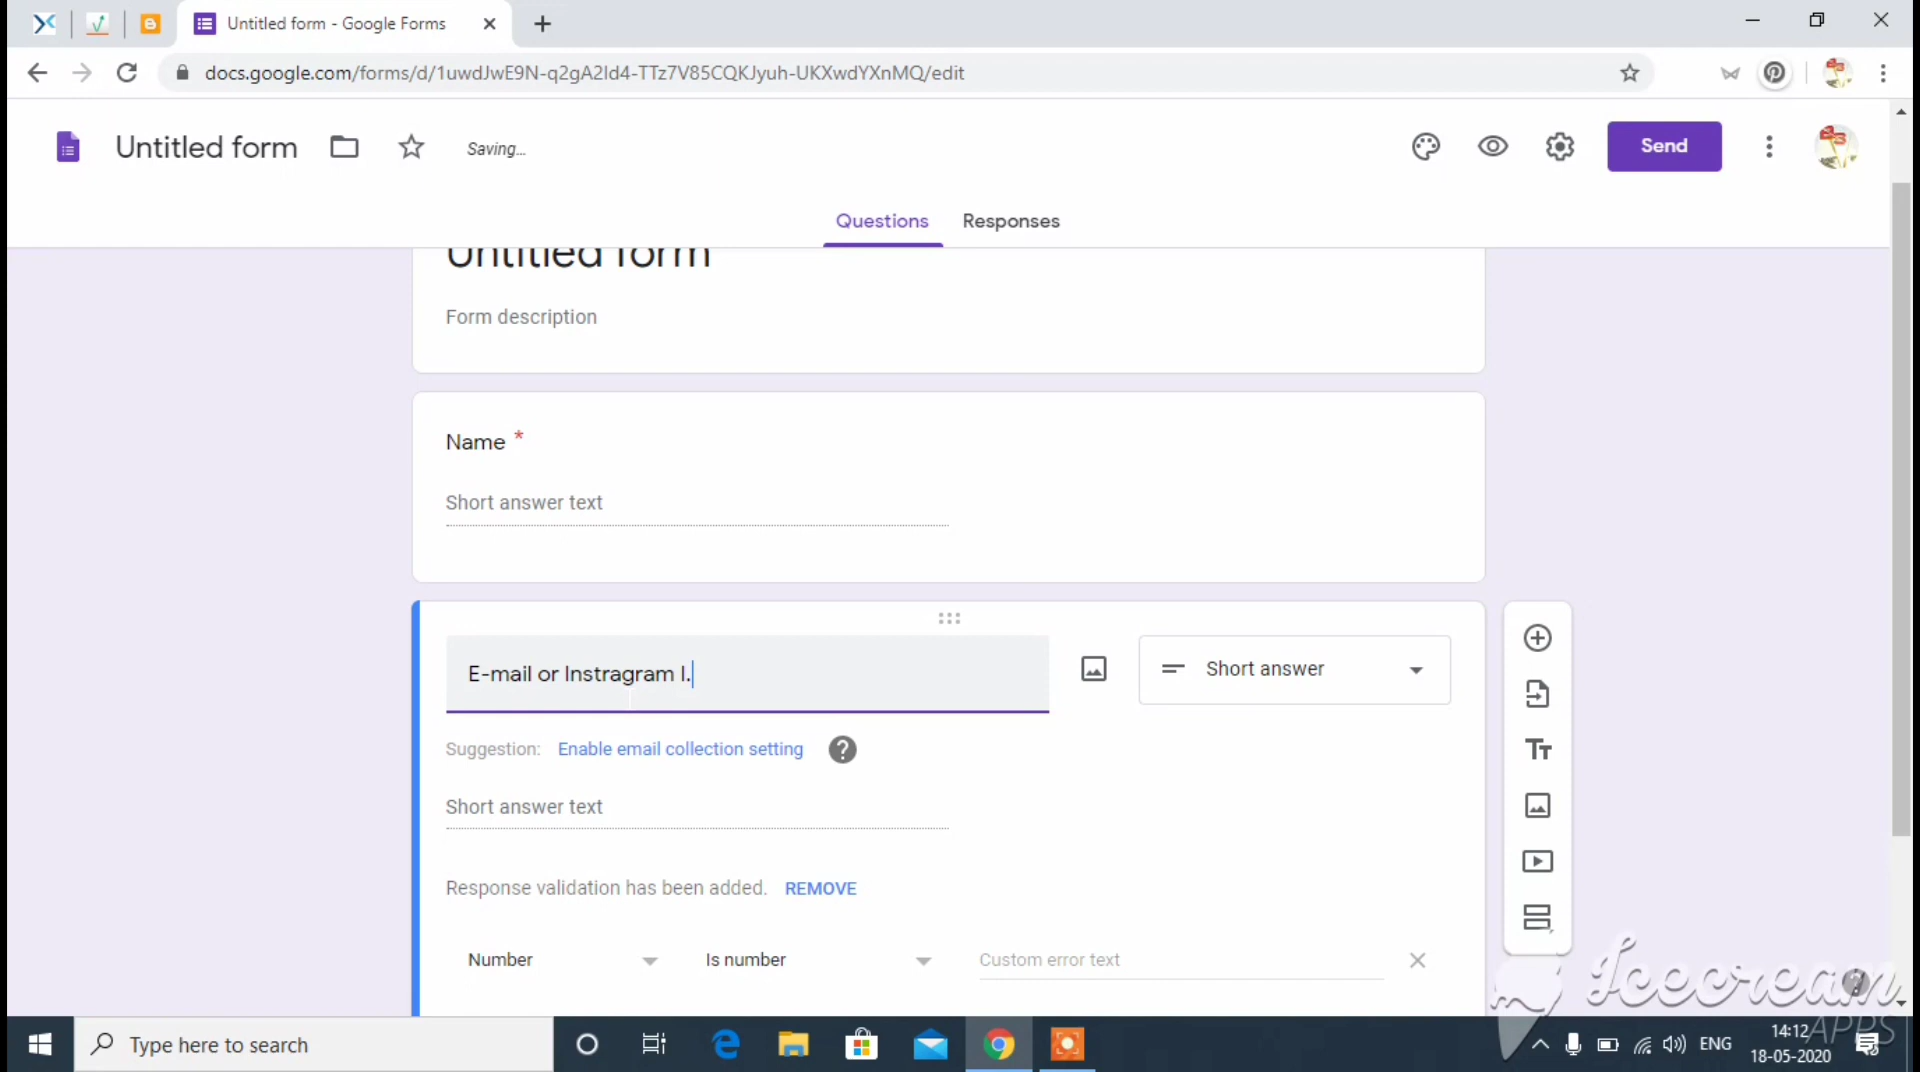 Untitled form - Google Forms
docs.google.com/forms/d/1uwdJwE9N-q2gA2Id4-TTz7V85CQKJyuh-UKXwdYXnMQ/edit
Untitled form
Saving...
Send
Questions
Responses
Untitled form
Form description
Name *
Short answer text
E-mail or Instragram I.
Short answer
Suggestion: Enable email collection setting
Short answer text
Response validation has been added. REMOVE
Number
Is number
Custom error text
Icecream
APPS
Type here to search
ENG
14:12
18-05-2020